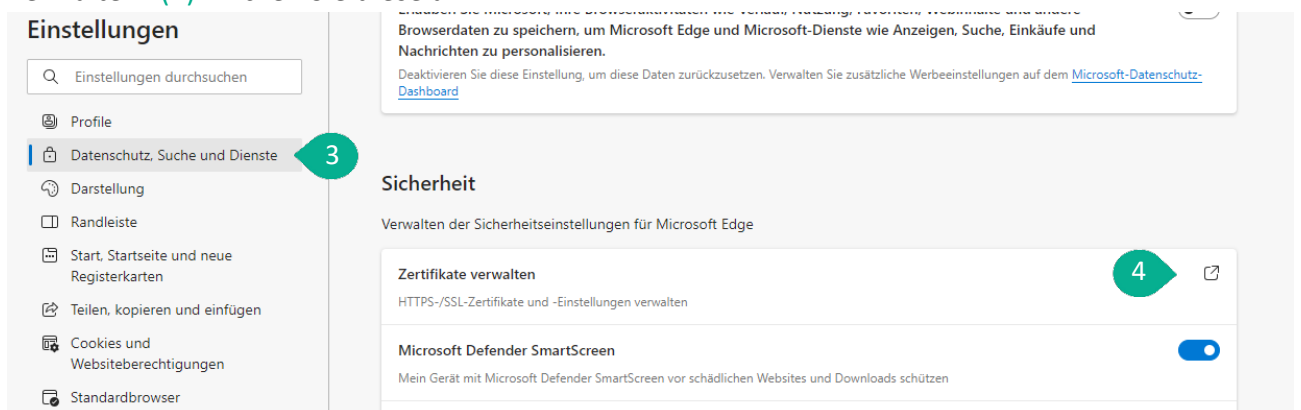 Einstellungen
Einstellungen durchsuchen
Profile
Datenschutz, Suche und Dienste
3
Darstellung
Randleiste
Start, Startseite und neue
Registerkarten
Teilen, kopieren und einfügen
Cookies und
Websiteberechtigungen
Standardbrowser
Browserdaten zu speichern, um Microsoft Edge und Microsoft-Dienste wie Anzeigen, Suche, Einkäufe und
Nachrichten zu personalisieren.
Deaktivieren Sie diese Einstellung, um diese Daten zurückzusetzen. Verwalten Sie zusätzliche Werbeeinstellungen auf dem Microsoft-Datenschutz-
Dashboard
Sicherheit
Verwalten der Sicherheitseinstellungen für Microsoft Edge
Zertifikate verwalten
4
HTTPS-/SSL-Zertifikate und -Einstellungen verwalten
Microsoft Defender SmartScreen
Mein Gerät mit Microsoft Defender SmartScreen vor schädlichen Websites und Downloads schützen